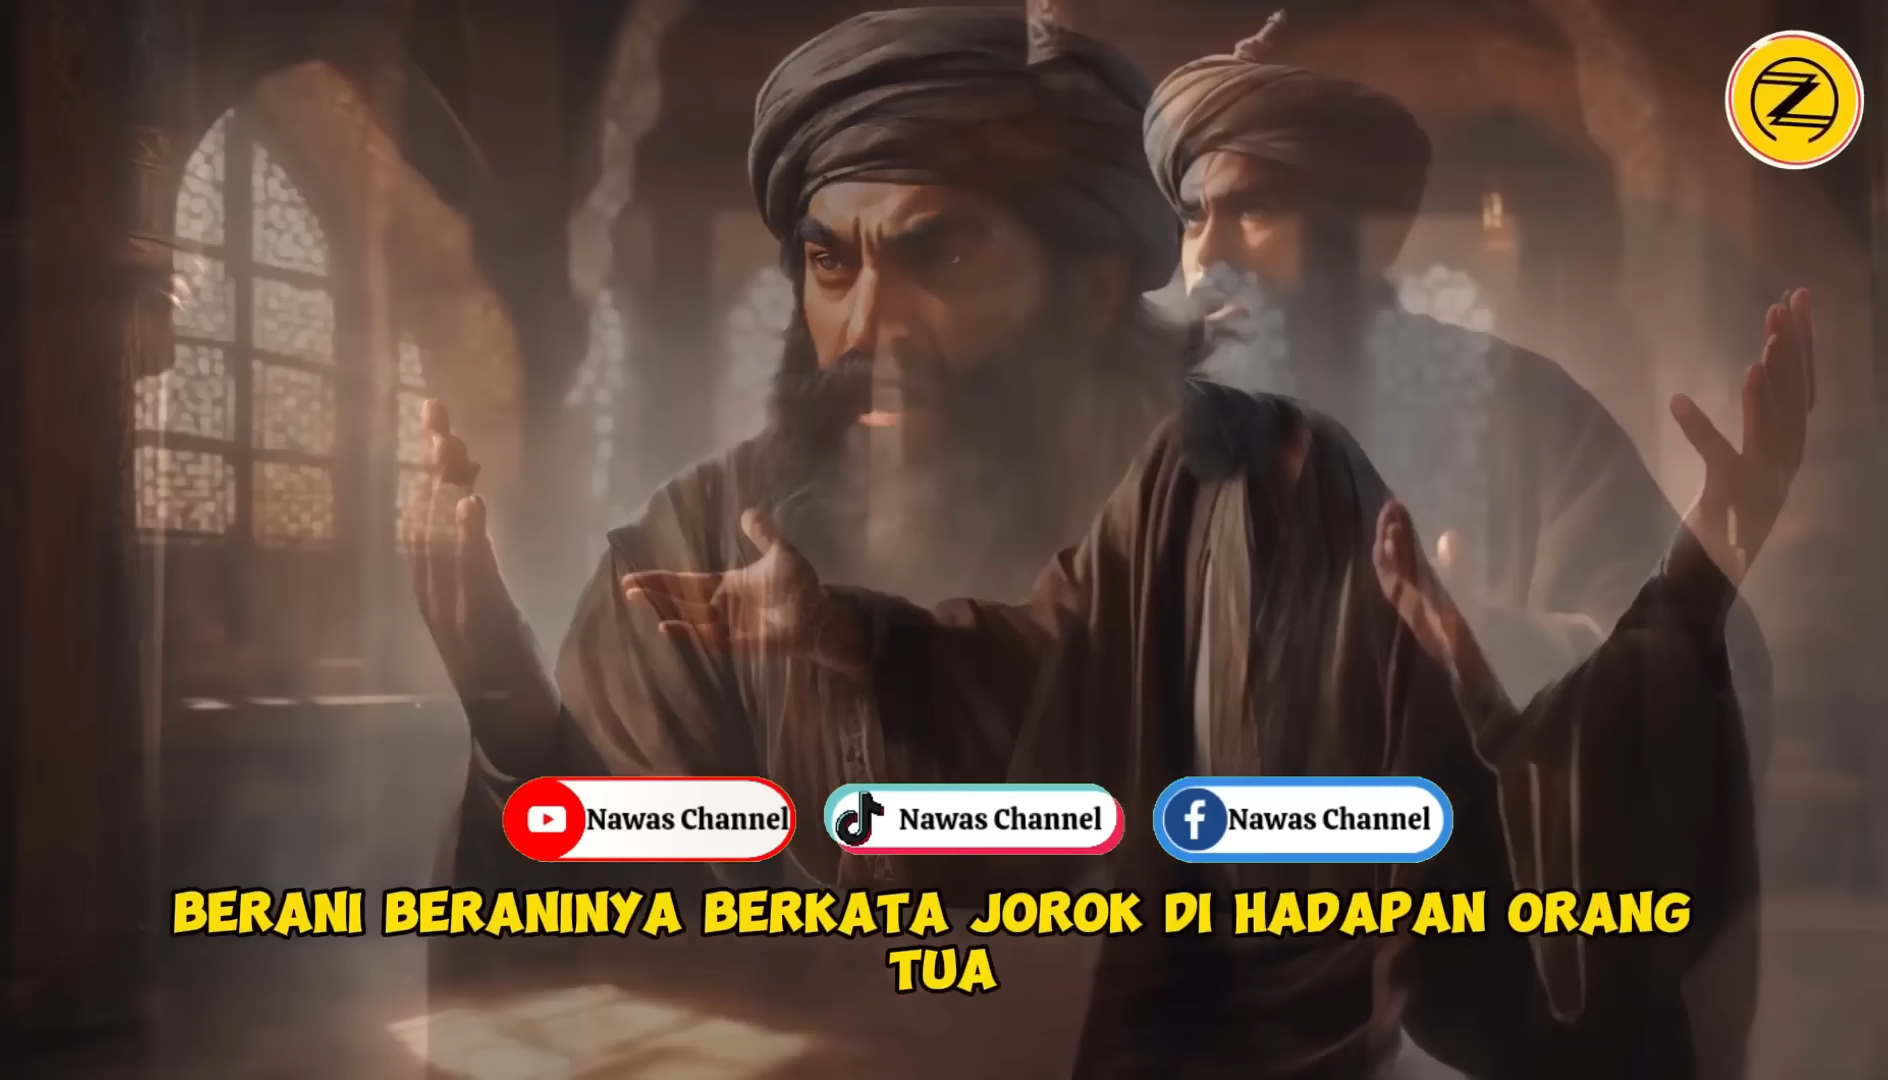 Nawas Channel
Nawas Channel
Nawas Channel
BERANI BERANINYA BERKATA JOROK DI HADAPAN ORANG
TUA